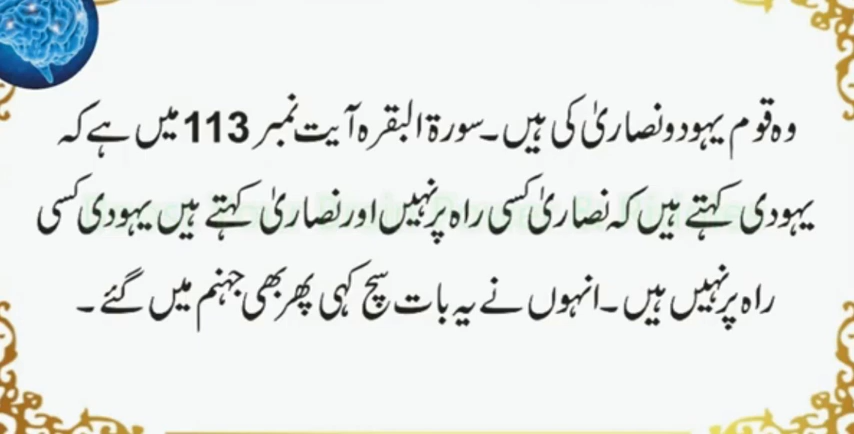 وہ قوم یہود و نصاریٰ کی ہیں۔ سورۃ البقرہ آیت نمبر 113 میں ہے کہ
یہودی کہتے ہیں کہ نصاریٰ کسی راہ پر نہیں اور نصاریٰ کہتے ہیں یہودی کسی
راہ پر نہیں ہیں۔ انہوں نے یہ بات سچ کہی پھر بھی جہنم میں گئے۔